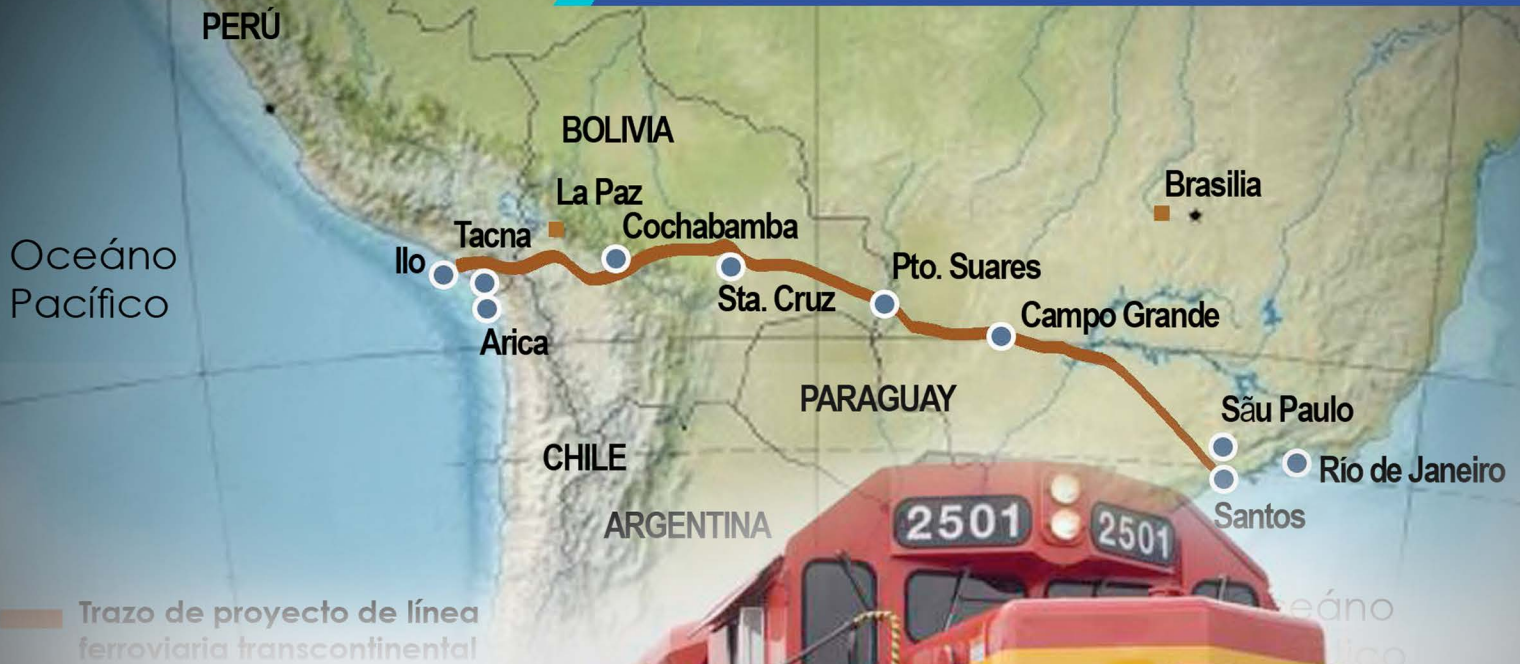 PERÚ
BOLIVIA
La Paz
Brasilia
Cochabamba
Tacna
Oceáno
Pacífico
Ilo
Pto. Suares
Sta. Cruz
Campo Grande
Arica
PARAGUAY
Sãu Paulo
CHILE
Río de Janeiro
Santos
ARGENTINA
2501
2501
Trazo de proyecto de línea
ferroviaria transcontinental